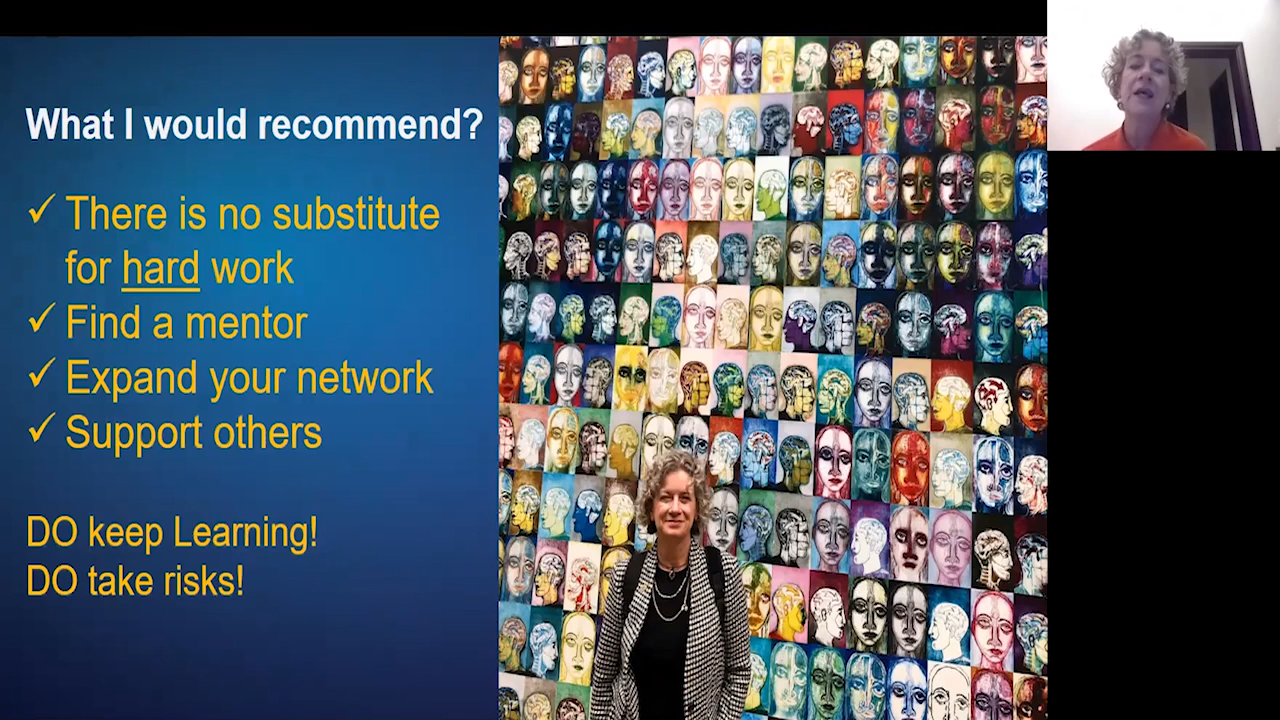 What I would recommend?
✓ There is no substitute
for hard work
✓ Find a mentor
✓ Expand your network
✓ Support others
DO keep Learning!
DO take risks!